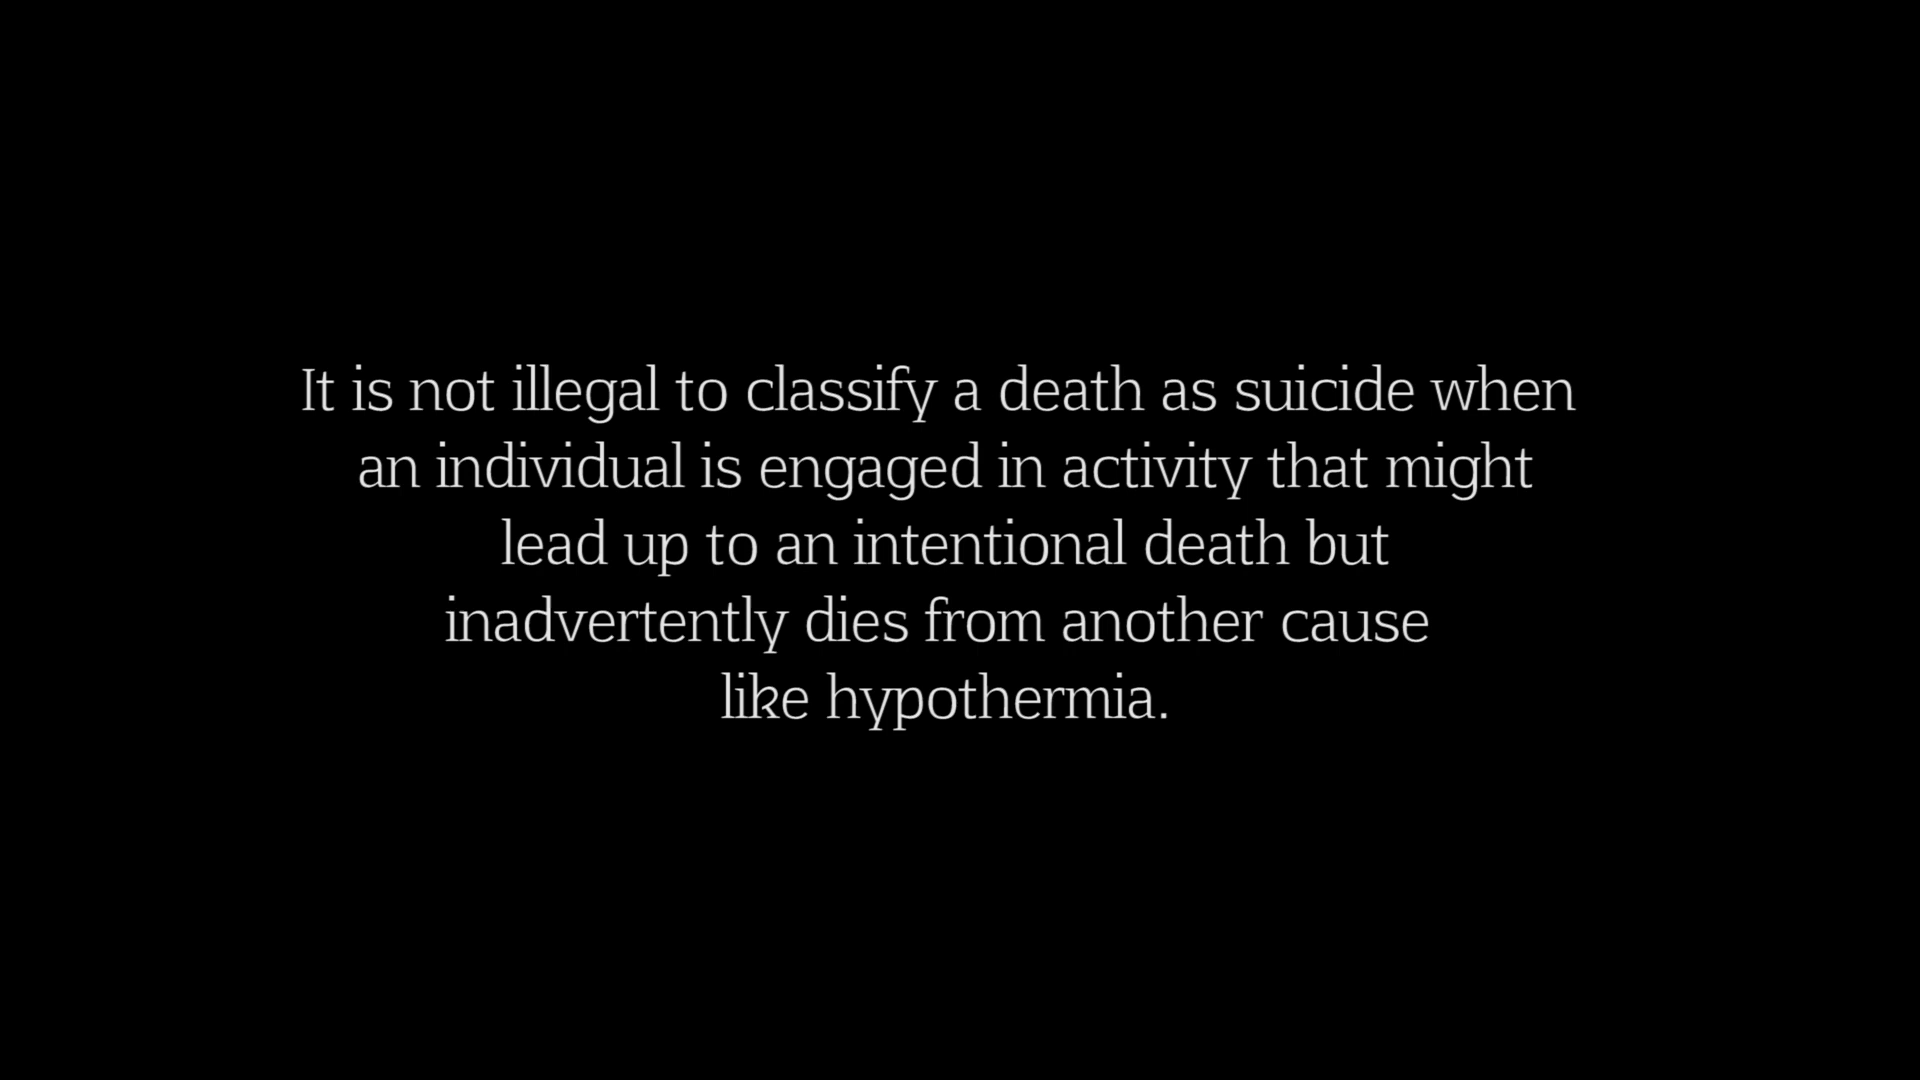 It is not illegal to classify a death as suicide when
an individual is engaged in activity that might
lead up to an intentional death but
inadvertently dies from another cause
like hypothermia.